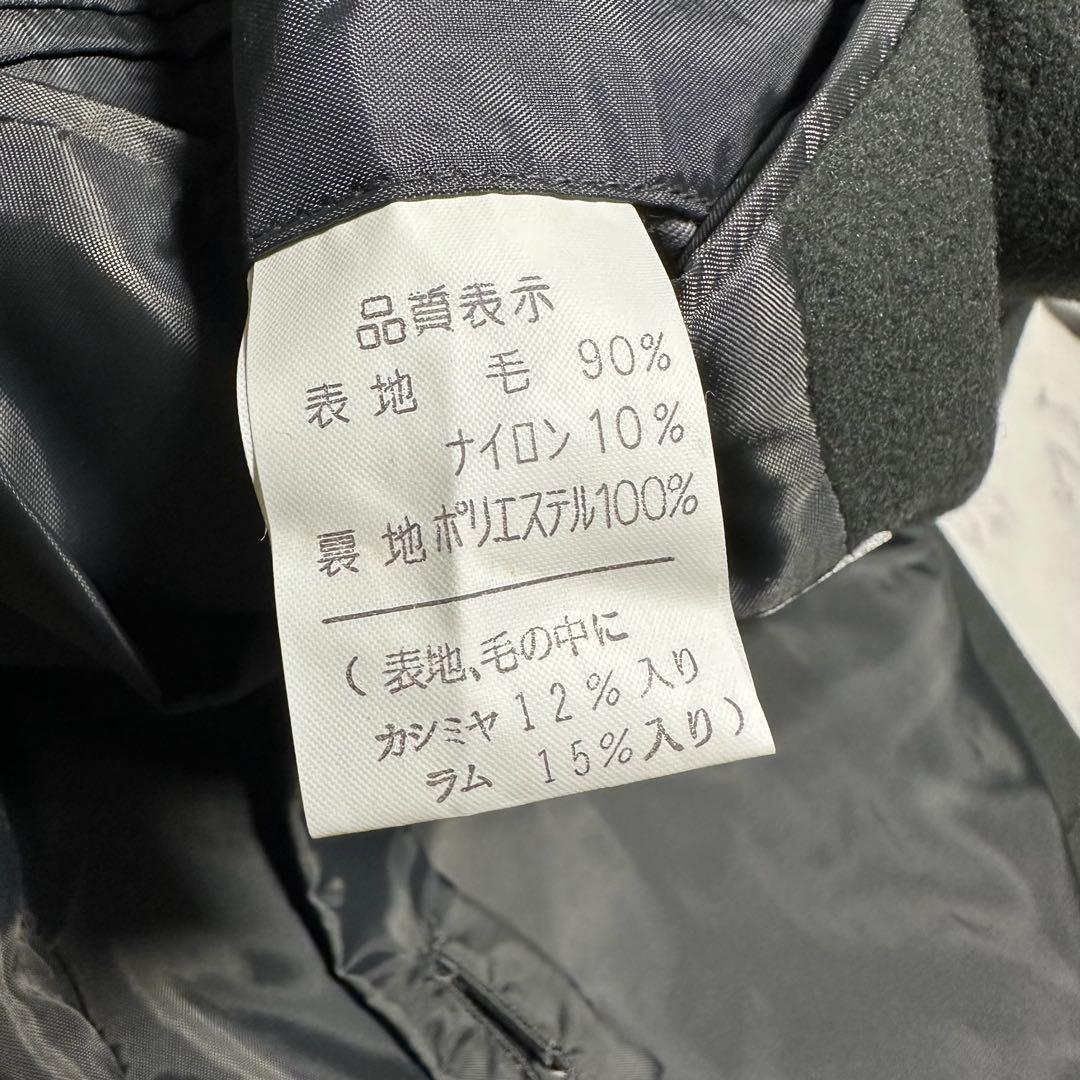 品質表示
表地 毛 90%
ナイロン 10%
裏地 ポリエステル100%
( 表地、毛の中に
カシミヤ 12%入り
ラム 15%入り )